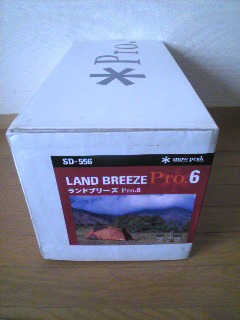 Pro.
SD-556
snow peak
LAND BREEZE Pro.6
ランドブリーズ Pro.6